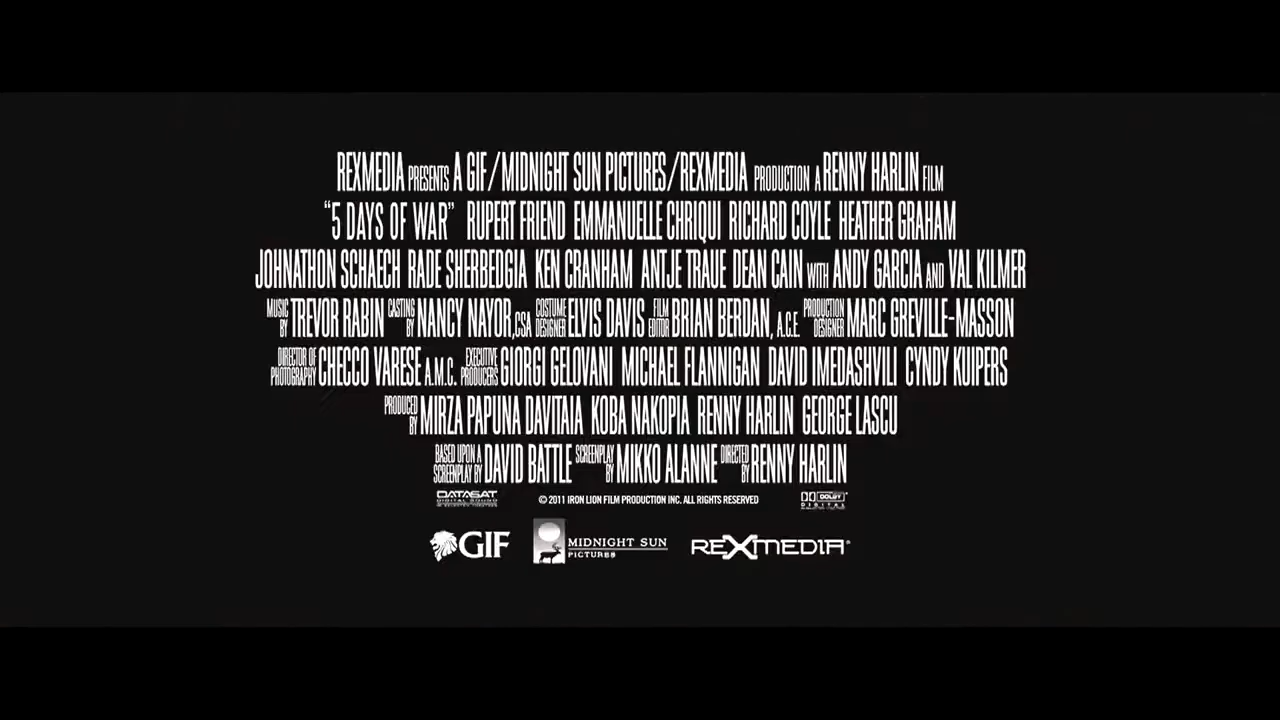 REXMEDIA PRESENTS A GIF/MIDNIGHT SUN PICTURES/REXMEDIA PRODUCTION A RENNY HARLIN FILM
"5 DAYS OF WAR" RUPERT FRIEND EMMANUELLE CHRIQUI RICHARD COYLE HEATHER GRAHAM
JOHNATHON SCHAECH RADE SHERBEDGIA KEN CRANHAM ANTJE TRAUE DEAN CAIN WITH ANDY GARCIA AND VAL KILMER
MUSIC BY TREVOR RABIN CASTING BY NANCY NAYOR, CSA COSTUME DESIGNER ELVIS DAVIS FILM EDITOR BRIAN BERDAN, A.C.E. PRODUCTION DESIGNER MARC GREVILLE-MASSON
DIRECTOR OF PHOTOGRAPHY CHECCO VARESE A.M.C. EXECUTIVE PRODUCERS GIORGI GELOVANI MICHAEL FLANNIGAN DAVID IMEDASHVILI CYNDY KUIPERS
PRODUCED BY MIRZA PAPUNA DAVITAIA KOBA NAKOPIA RENNY HARLIN GEORGE LASCU
BASED UPON A SCREENPLAY BY DAVID BATTLE SCREENPLAY BY MIKKO ALANNE DIRECTED BY RENNY HARLIN
DATASAT DIGITAL SOUND © 2011 IRON LION FILM PRODUCTION INC. ALL RIGHTS RESERVED DOLBY DIGITAL
GIF MIDNIGHT SUN PICTURES REXMEDIA